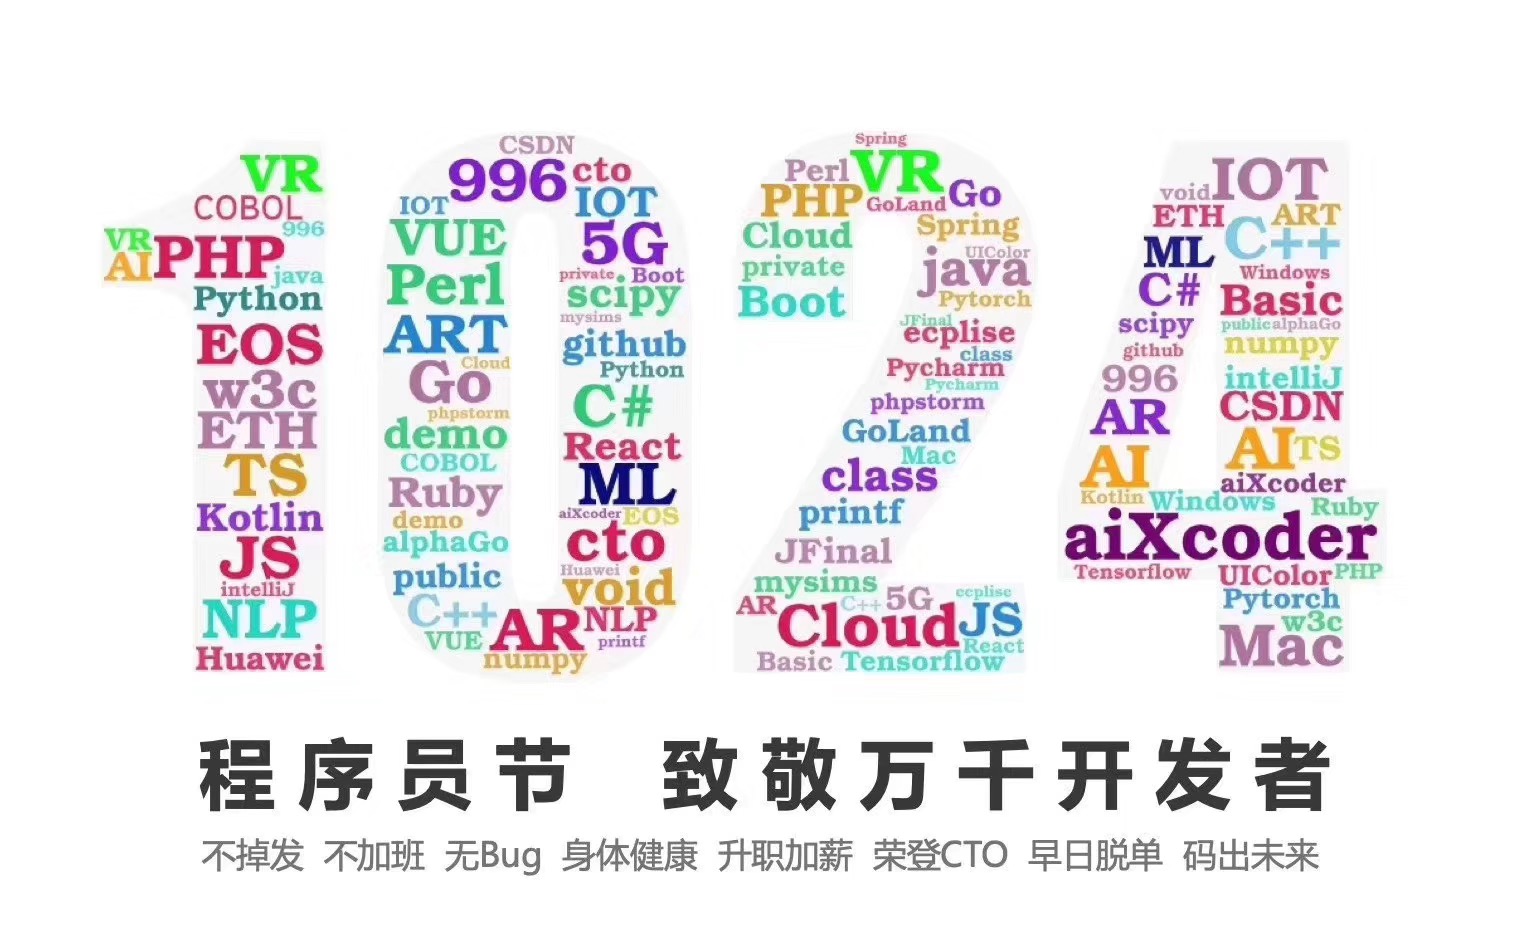 VR
COBOL
996
VR
AI
PHP
java
Python
EOS
w3c
ETH
TS
Kotlin
JS
intelliJ
NLP
Huawei
CSDN
996
cto
IOT
IOT
VUE
5G
private
Boot
Perl
scipy
mysims
ART
github
Cloud
Python
Go
C#
phpstorm
demo
React
COBOL
ML
Ruby
aiXcoder
EOS
demo
cto
alphaGo
Huawei
public
void
C++
AR
NLP
VUE
printf
numpy
Spring
Perl
VR
PHP
GoLand
Go
Spring
Cloud
UIColor
java
private
Pytorch
Boot
JFinal
ecplise
class
Pycharm
Pycharm
phpstorm
GoLand
Mac
class
printf
JFinal
mysims
AR
C++
5G
ecplise
Cloud
JS
React
Basic
Tensorflow
IOT
void
ETH
ART
C++
ML
Windows
C#
Basic
scipy
public
alphaGo
numpy
github
996
intelliJ
CSDN
AR
AI
TS
AI
aiXcoder
Kotlin
Windows
Ruby
aiXcoder
Tensorflow
UIColor
PHP
Pytorch
w3c
Mac
程序员节 致敬万千开发者
不掉发 不加班 无Bug 身体健康 升职加薪 荣登CTO 早日脱单 码出未来